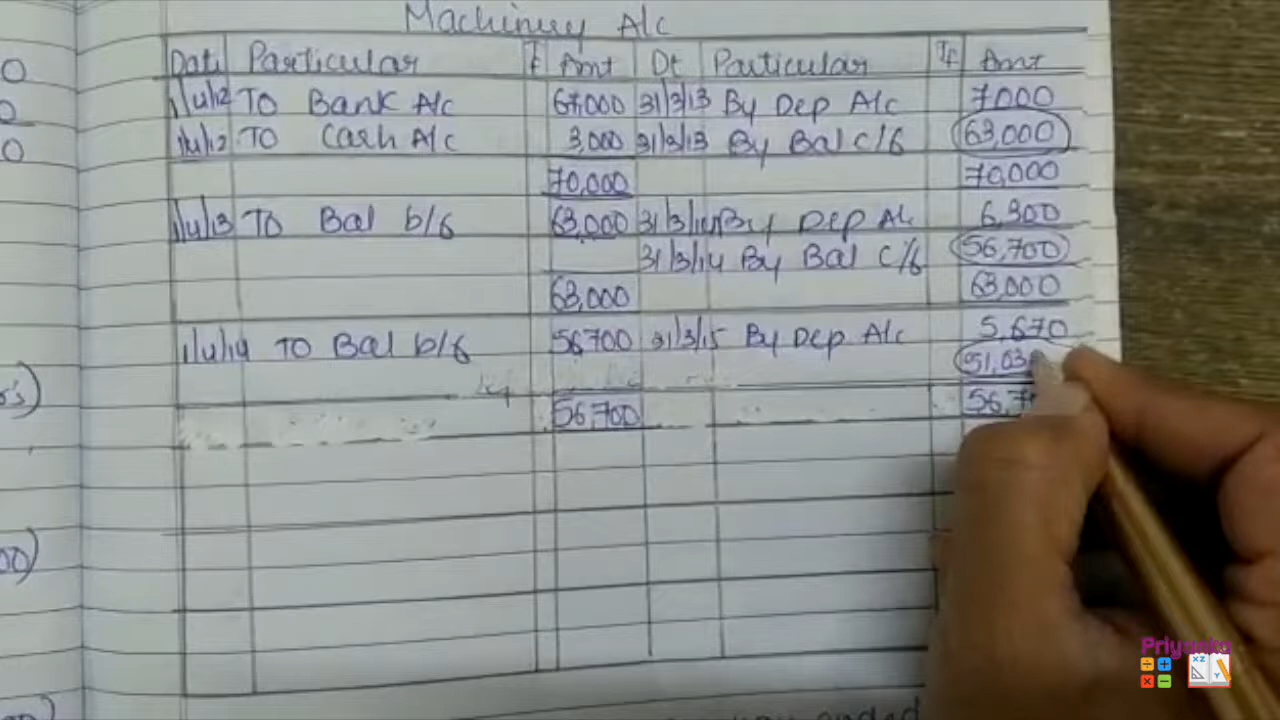 Machinery A/c
Date Particular J.F Amt Dt Particular J.F Amt
1/4/12 TO Bank A/c 67,000 31/3/13 By Dep A/c 7000
1/4/12 TO Cash A/c 3,000 31/3/13 By Bal c/b 63,000
70,000 70,000
1/4/13 TO Bal b/b 63,000 31/3/14 By Dep A/c 6,300
31/3/14 By Bal C/b 56,700
63,000 63,000
1/4/14 TO Bal b/b 56700 31/3/15 By Dep A/c 5,670
56,700
ended
Priyanka